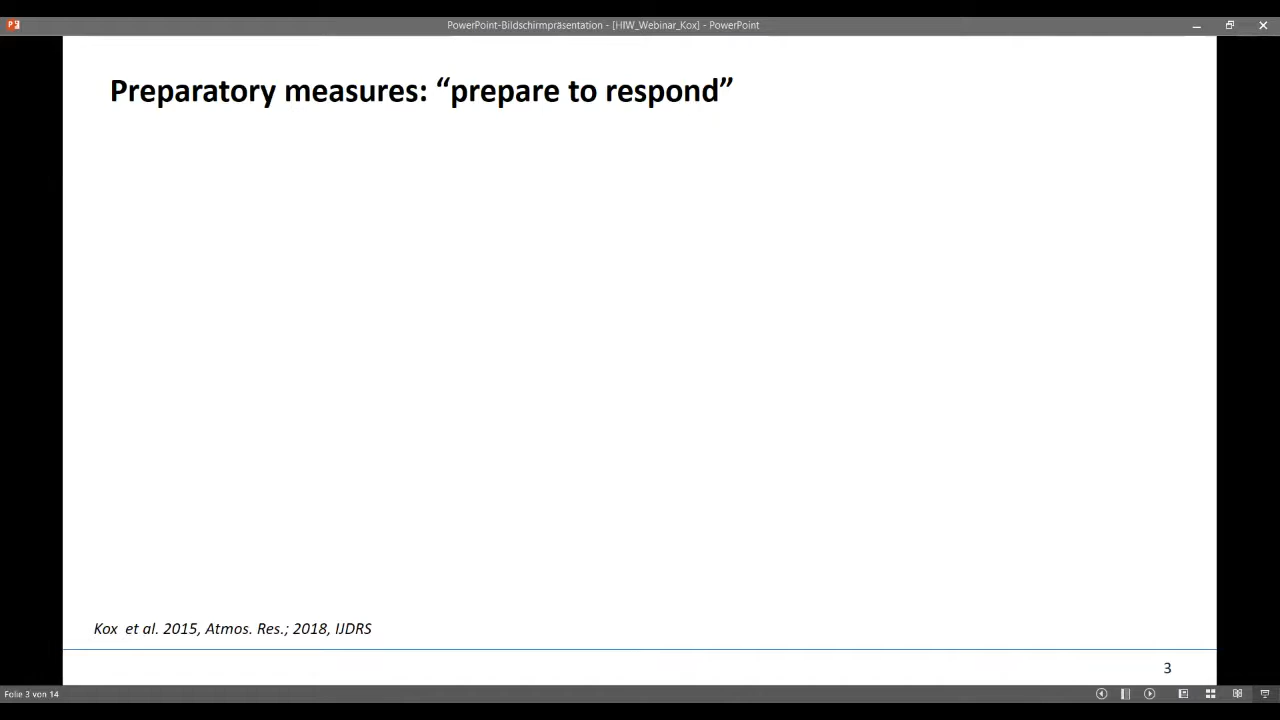 PowerPoint-Bildschirmpräsentation - [HIW_Webinar_Kox] - PowerPoint
Preparatory measures: “prepare to respond”
Kox et al. 2015, Atmos. Res.; 2018, IJDRS
3
Folie 3 von 14